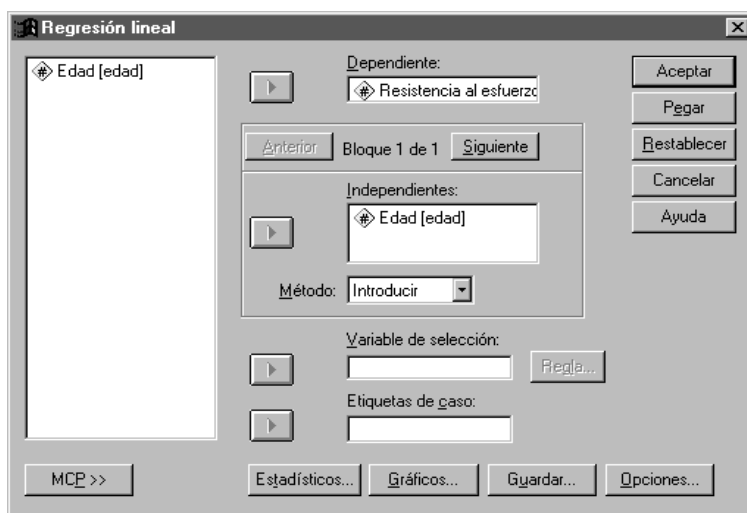 Regresión lineal
Edad [edad]
Dependiente:
Resistencia al esfuerzo
Anterior Bloque 1 de 1 Siguiente
Independientes:
Edad [edad]
Método: Introducir
Variable de selección:
Regla...
Etiquetas de caso:
Aceptar
Pegar
Restablecer
Cancelar
Ayuda
MCP >> Estadísticos... Gráficos... Guardar... Opciones...